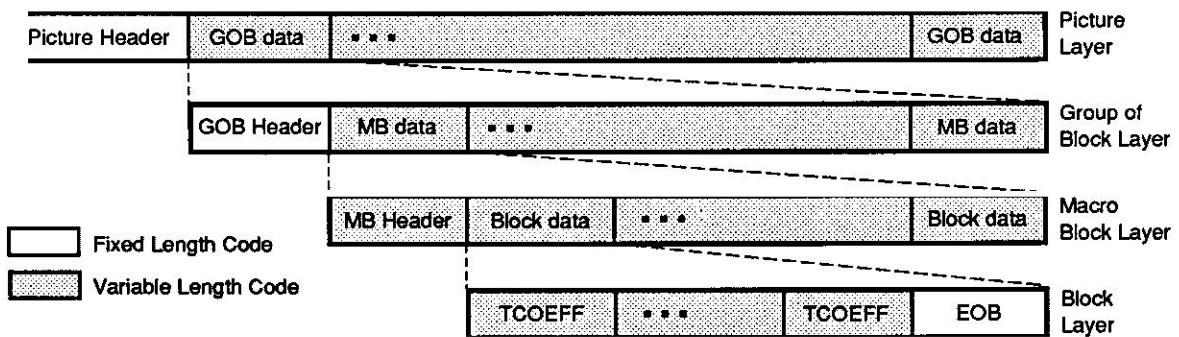 Picture Header GOB data ▪ ▪ ▪ GOB data Picture
Layer
GOB Header MB data ▪ ▪ ▪ MB data Group of
Block Layer
MB Header Block data ▪ ▪ ▪ Block data Macro
Block Layer
Fixed Length Code
Variable Length Code
TCOEFF ▪ ▪ ▪ TCOEFF EOB Block
Layer